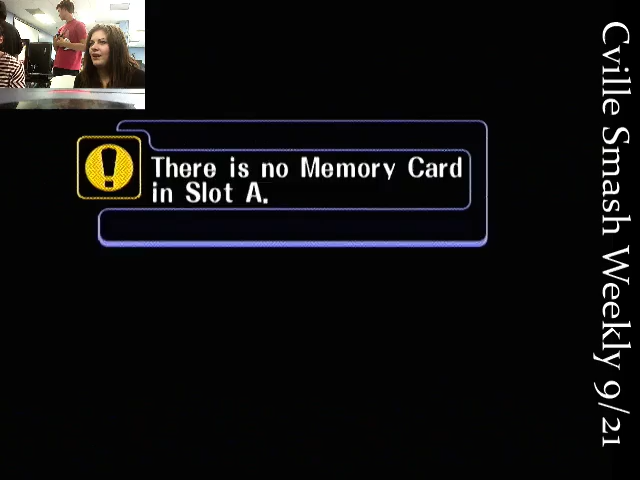 There is no Memory Card
in Slot A.
Cville Smash Weekly 9/21